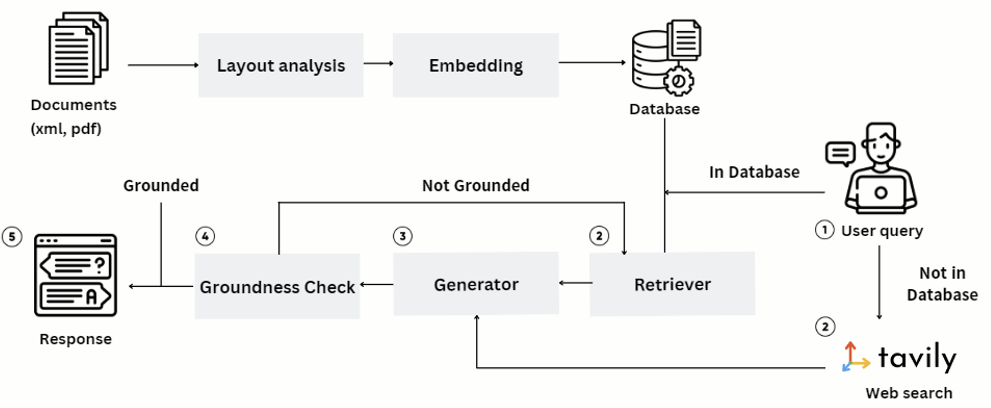 Layout analysis
Embedding
Documents
(xml, pdf)
Database
In Database
Grounded
Not Grounded
1 User query
5
4
3
2
Groundness Check
Generator
Retriever
Not in
Database
Response
2
tavily
Web search
?
A